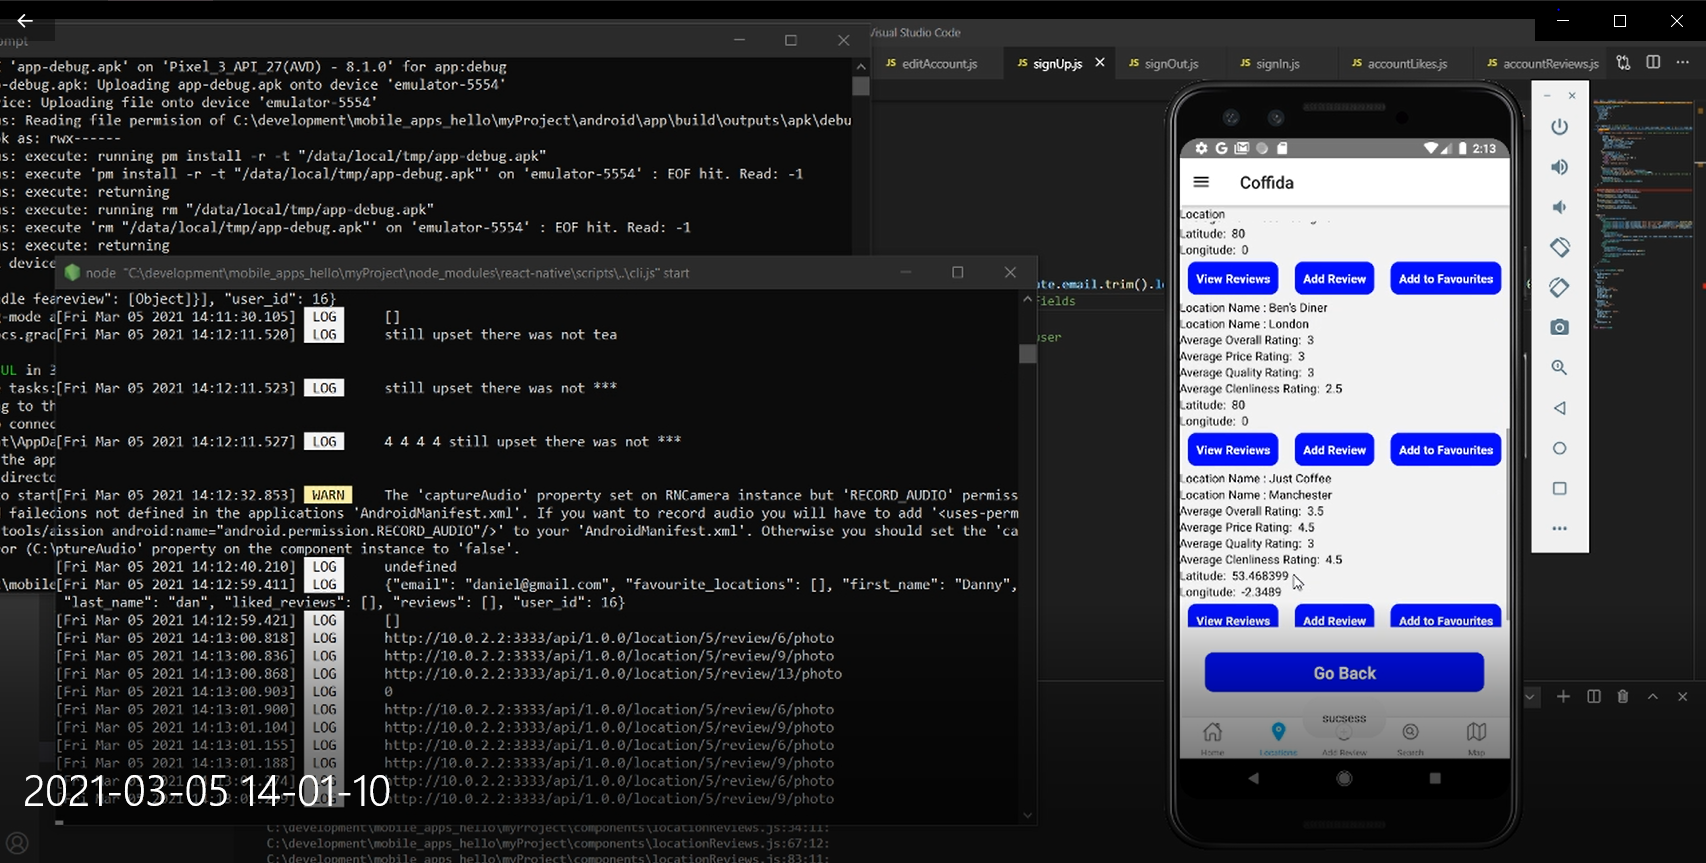 ompt
'app-debug.apk' on 'Pixel_3_API_27(AVD) - 8.1.0' for app:debug
-debug.apk: Uploading app-debug.apk onto device 'emulator-5554'
ice: Uploading file onto device 'emulator-5554'
s: Reading file permision of C:\development\mobile_apps_hello\myProject\android\app\build\outputs\apk\debu
k as: rwx------
s: execute: running pm install -r -t "/data/local/tmp/app-debug.apk"
s: execute 'pm install -r -t "/data/local/tmp/app-debug.apk"' on 'emulator-5554' : EOF hit. Read: -1
s: execute: returning
s: execute: running rm "/data/local/tmp/app-debug.apk"
s: execute 'rm "/data/local/tmp/app-debug.apk"' on 'emulator-5554' : EOF hit. Read: -1
s: execute: returning
device
node "C:\development\mobile_apps_hello\myProject\node_modules\react-native\scripts\..\cli.js" start
dle fea
review": [Object]}], "user_id": 16}
-mode a
[Fri Mar 05 2021 14:11:30.105] LOG []
cs.grad
[Fri Mar 05 2021 14:12:11.520] LOG still upset there was not tea
UL in 3
tasks:
[Fri Mar 05 2021 14:12:11.523] LOG still upset there was not ***
g to th
connec
t\AppDa
[Fri Mar 05 2021 14:12:11.527] LOG 4 4 4 4 still upset there was not ***
the app
directo
o start
[Fri Mar 05 2021 14:12:32.853] WARN The 'captureAudio' property set on RNCamera instance but 'RECORD_AUDIO' permiss
failed
ions not defined in the applications 'AndroidManifest.xml'. If you want to record audio you will have to add '<uses-perm
tools/a
ission android:name="android.permission.RECORD_AUDIO"/>' to your 'AndroidManifest.xml'. Otherwise you should set the 'ca
or (C:\
ptureAudio' property on the component instance to 'false'.
[Fri Mar 05 2021 14:12:40.210] LOG undefined
\mobile
[Fri Mar 05 2021 14:12:59.411] LOG {"email": "daniel@gmail.com", "favourite_locations": [], "first_name": "Danny",
"last_name": "dan", "liked_reviews": [], "reviews": [], "user_id": 16}
[Fri Mar 05 2021 14:12:59.421] LOG []
[Fri Mar 05 2021 14:13:00.818] LOG http://10.0.2.2:3333/api/1.0.0/location/5/review/6/photo
[Fri Mar 05 2021 14:13:00.836] LOG http://10.0.2.2:3333/api/1.0.0/location/5/review/9/photo
[Fri Mar 05 2021 14:13:00.868] LOG http://10.0.2.2:3333/api/1.0.0/location/5/review/13/photo
[Fri Mar 05 2021 14:13:00.903] LOG 0
[Fri Mar 05 2021 14:13:01.900] LOG http://10.0.2.2:3333/api/1.0.0/location/5/review/6/photo
[Fri Mar 05 2021 14:13:01.104] LOG http://10.0.2.2:3333/api/1.0.0/location/5/review/9/photo
[Fri Mar 05 2021 14:13:01.155] LOG http://10.0.2.2:3333/api/1.0.0/location/5/review/6/photo
[Fri Mar 05 2021 14:13:01.188] LOG http://10.0.2.2:3333/api/1.0.0/location/5/review/9/photo
http://10.0.2.2:3333/api/1.0.0/location/5/review/6/photo
http://10.0.2.2:3333/api/1.0.0/location/5/review/9/photo
2021-03-05 14-01-10
C:\development\mobile_apps_hello\myProject\components\locationReviews.js:34:11:
C:\development\mobile_apps_hello\myProject\components\locationReviews.js:67:12:
C:\development\mobile_apps_hello\myProject\components\locationReviews.js:83:11:
Visual Studio Code
JS editAccount.js
JS signUp.js
JS signOut.js
JS signIn.js
JS accountLikes.js
JS accountReviews.js
ate.email.trim().l
fields
user
2:13
Coffida
Location
Latitude: 80
Longitude: 0
View Reviews Add Review Add to Favourites
Location Name : Ben's Diner
Location Name : London
Average Overall Rating: 3
Average Price Rating: 3
Average Quality Rating: 3
Average Clenliness Rating: 2.5
Latitude: 80
Longitude: 0
View Reviews Add Review Add to Favourites
Location Name : Just Coffee
Location Name : Manchester
Average Overall Rating: 3.5
Average Price Rating: 4.5
Average Quality Rating: 3
Average Clenliness Rating: 4.5
Latitude: 53.468399
Longitude: -2.3489
View Reviews Add Review Add to Favourites
Go Back
sucsess
Home Locations Add Review Search Map